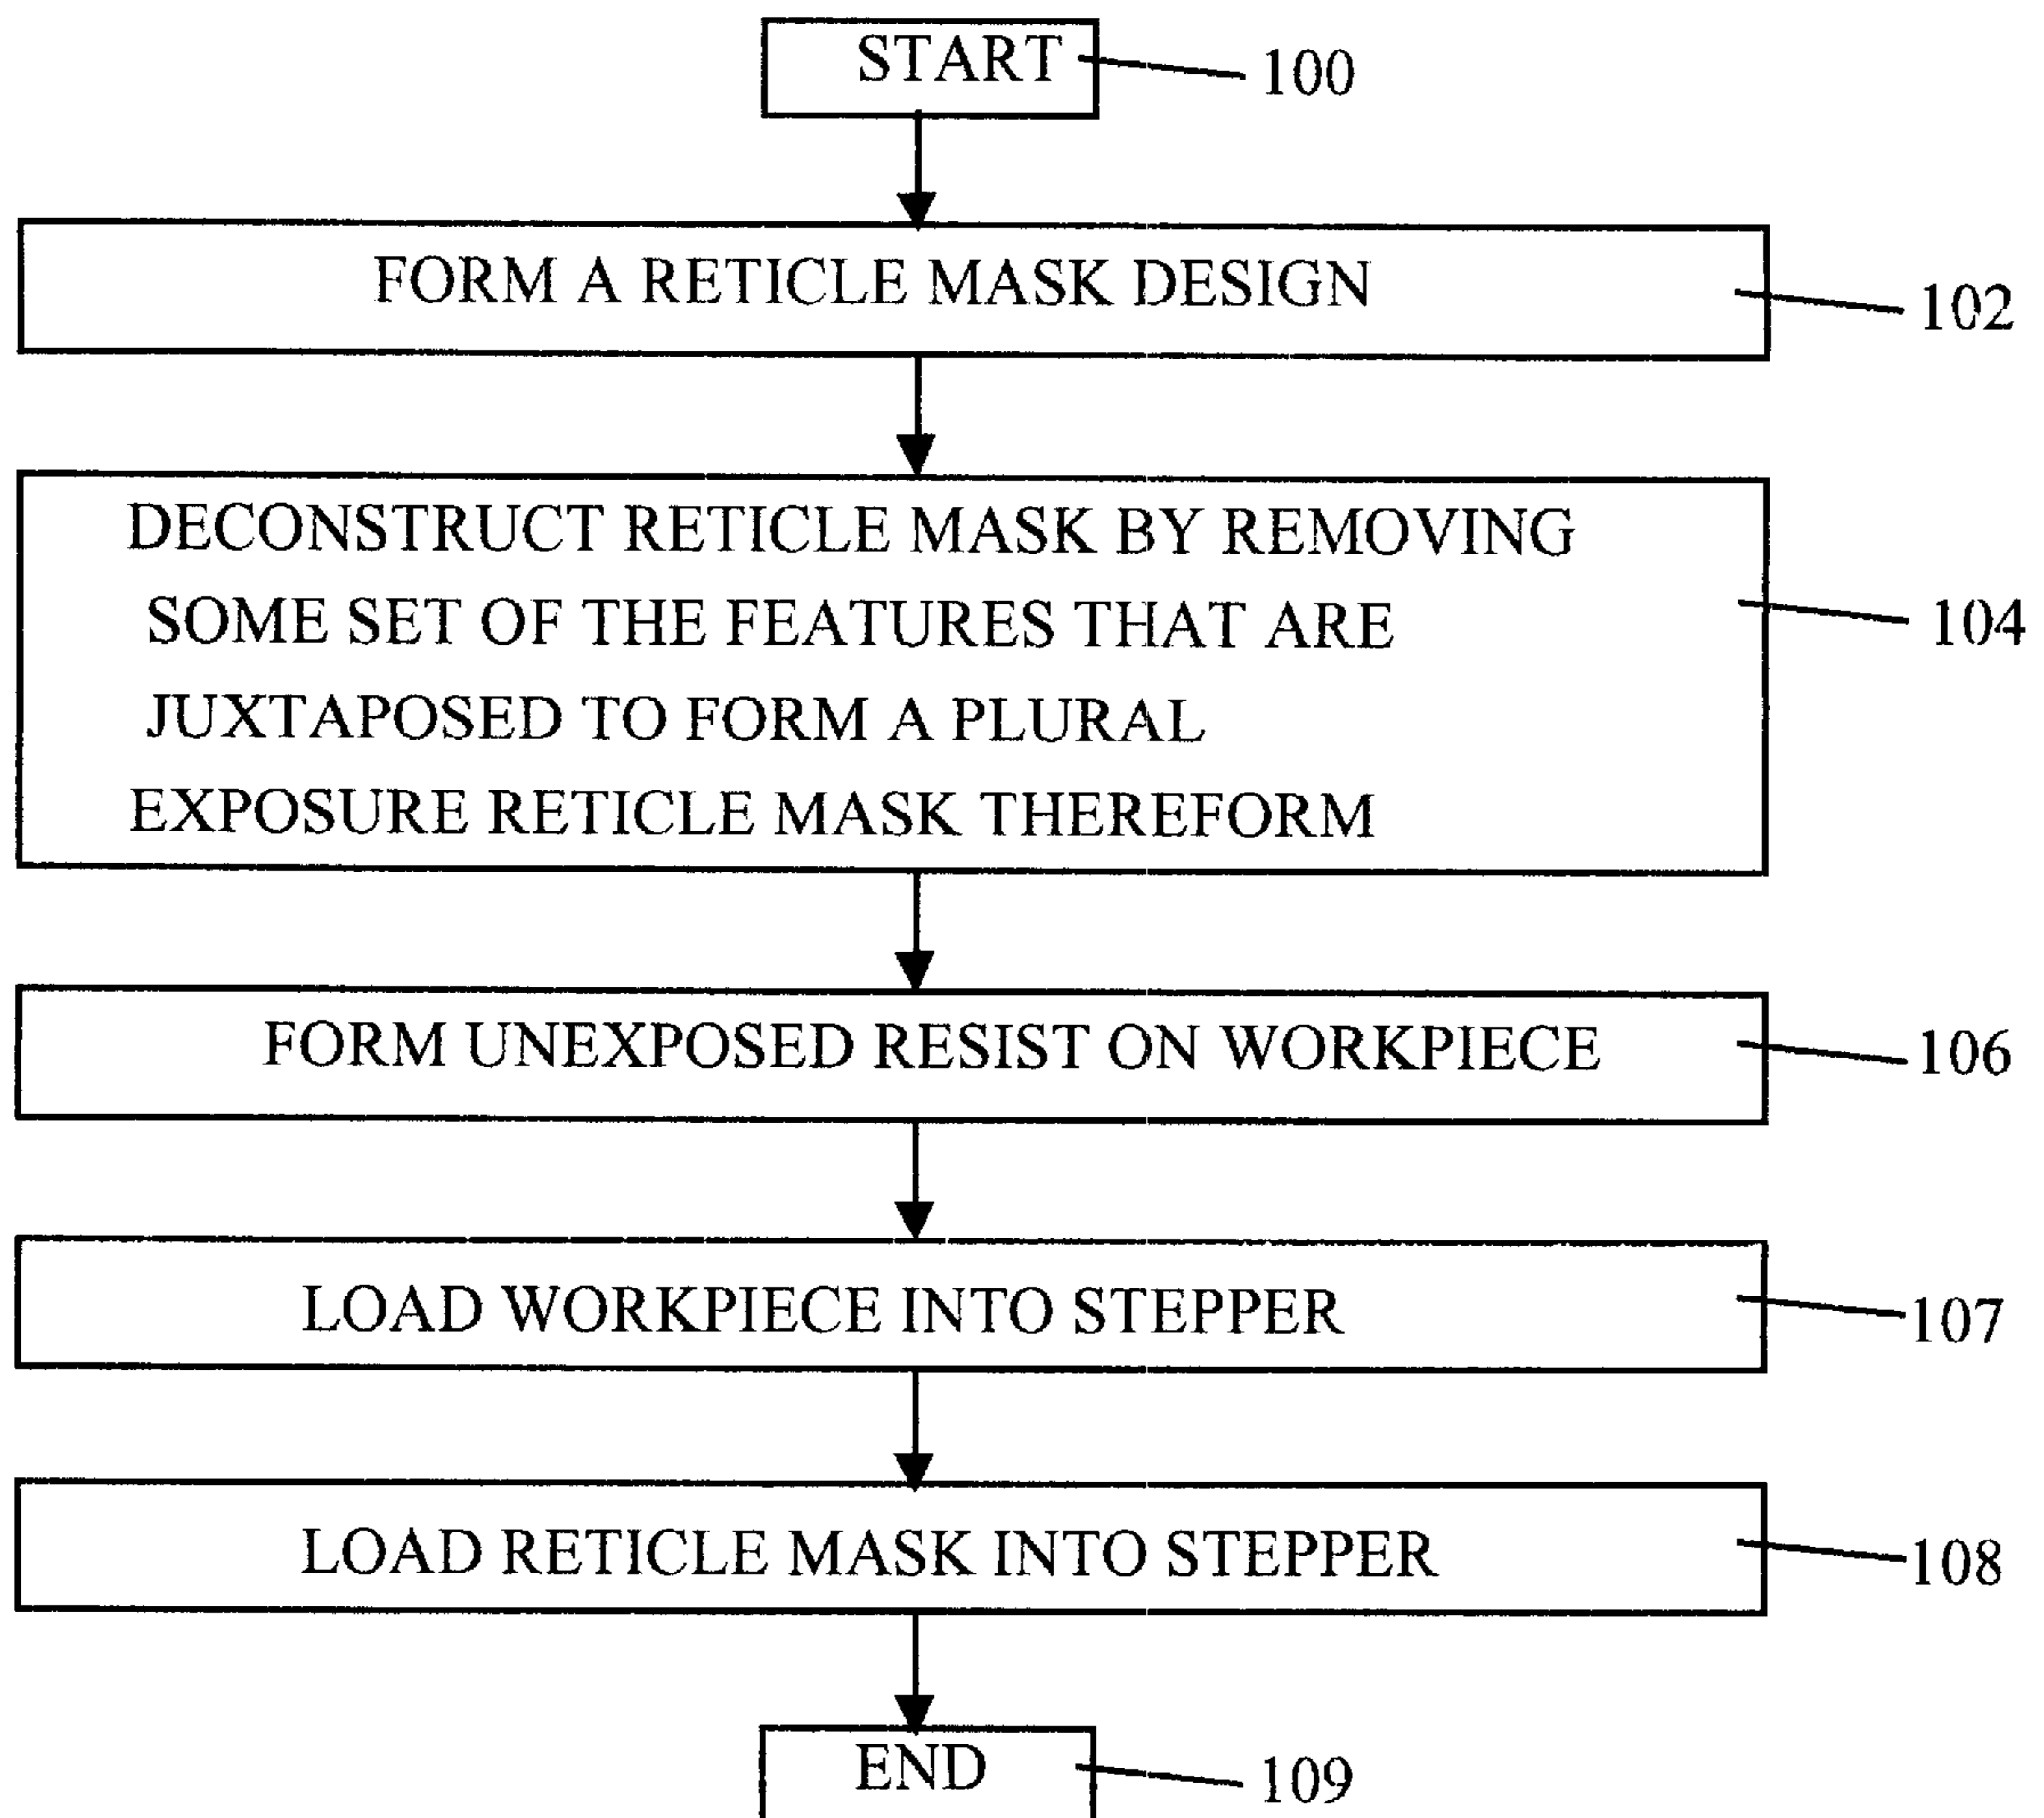 START
100
FORM A RETICLE MASK DESIGN
102
DECONSTRUCT RETICLE MASK BY REMOVING
SOME SET OF THE FEATURES THAT ARE
JUXTAPOSED TO FORM A PLURAL
EXPOSURE RETICLE MASK THEREFORM
104
FORM UNEXPOSED RESIST ON WORKPIECE
106
LOAD WORKPIECE INTO STEPPER
107
LOAD RETICLE MASK INTO STEPPER
108
END
109